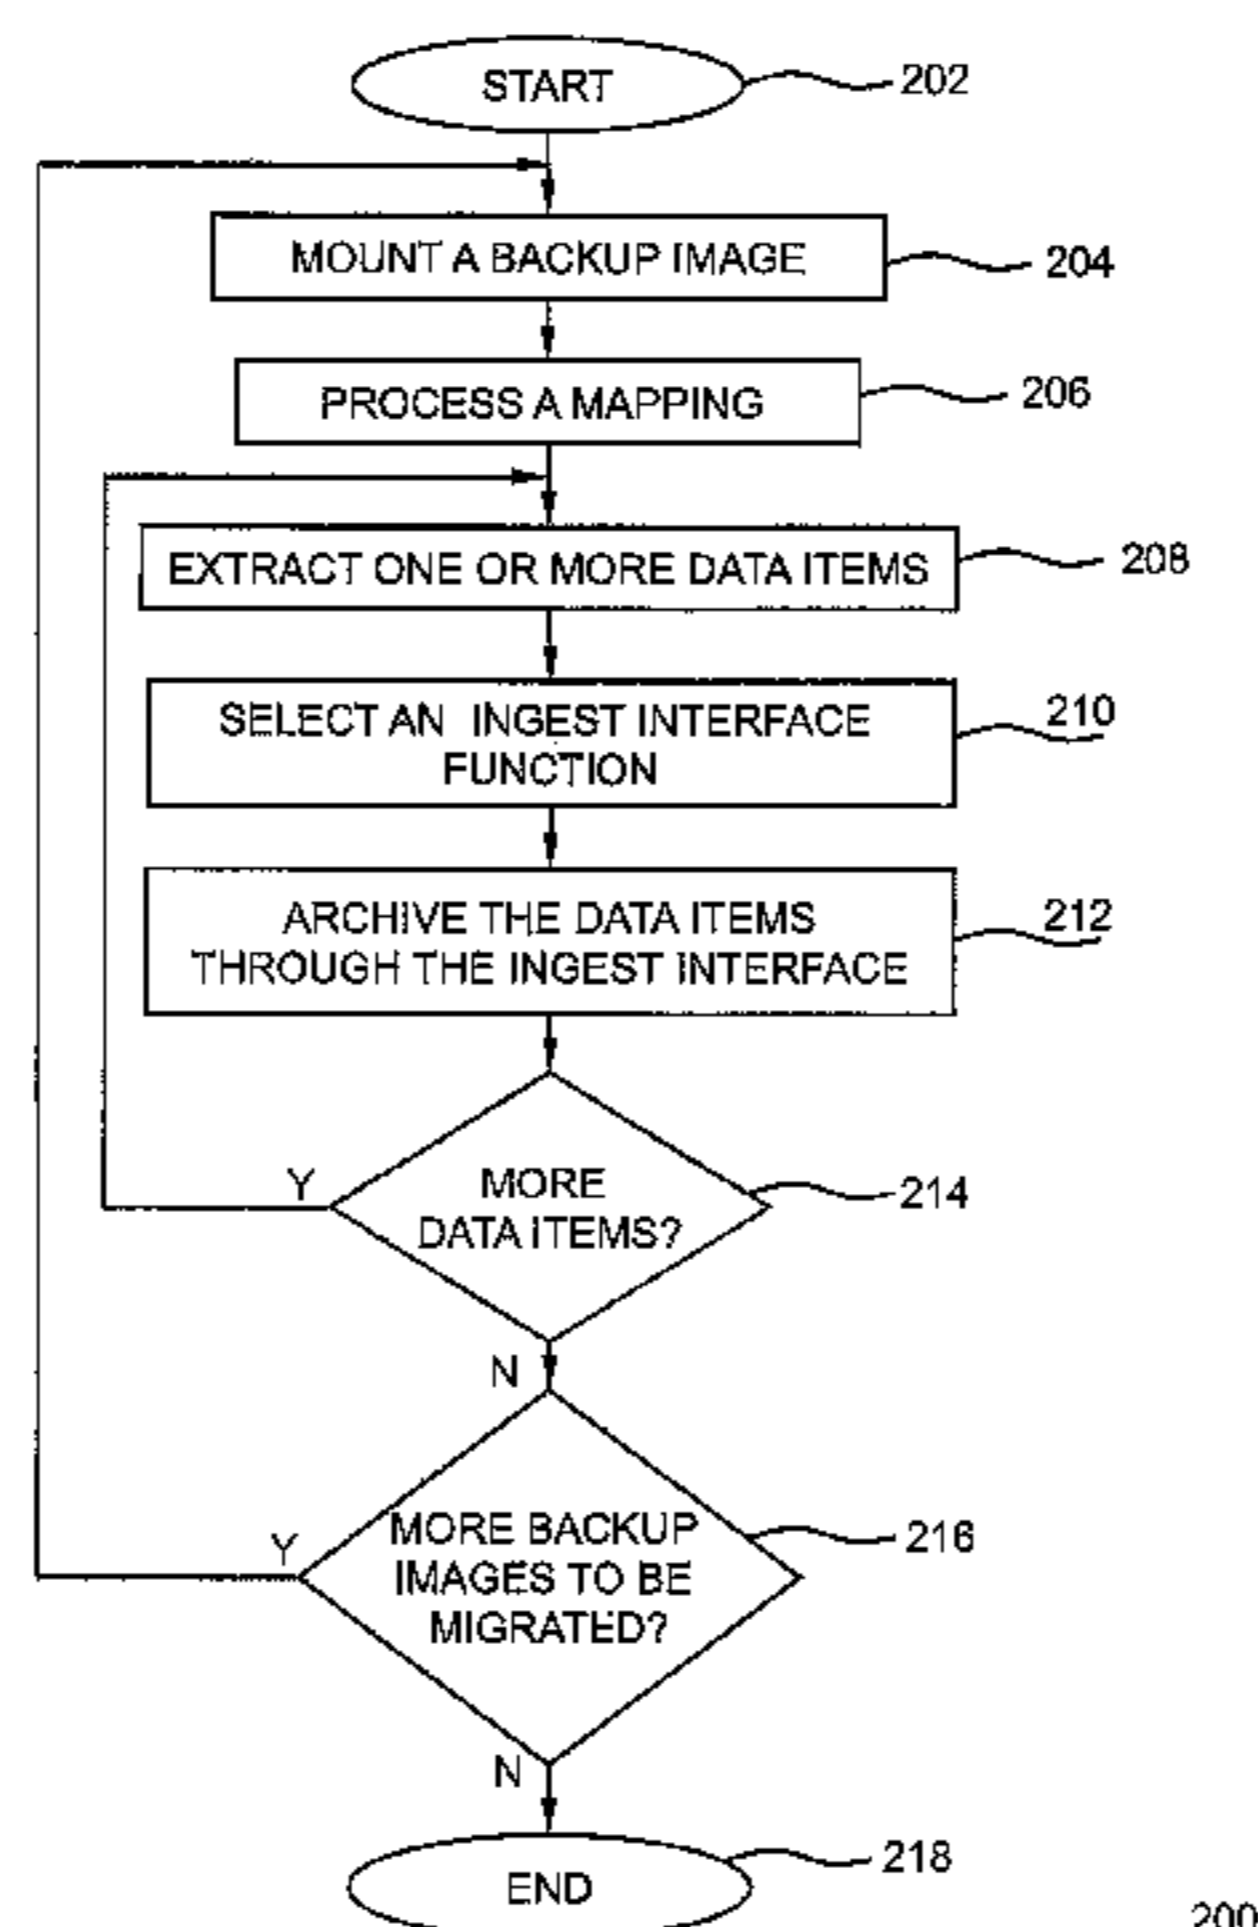 START
202
MOUNT A BACKUP IMAGE
204
PROCESS A MAPPING
206
EXTRACT ONE OR MORE DATA ITEMS
208
SELECT AN INGEST INTERFACE
FUNCTION
210
ARCHIVE THE DATA ITEMS
THROUGH THE INGEST INTERFACE
212
Y
MORE
DATA ITEMS?
214
N
Y
MORE BACKUP
IMAGES TO BE
MIGRATED?
216
N
END
218
200